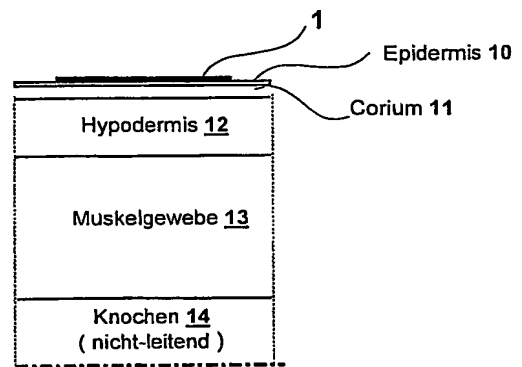 1
Epidermis 10
Corium 11
Hypodermis 12
Muskelgewebe 13
Knochen 14
( nicht-leitend )